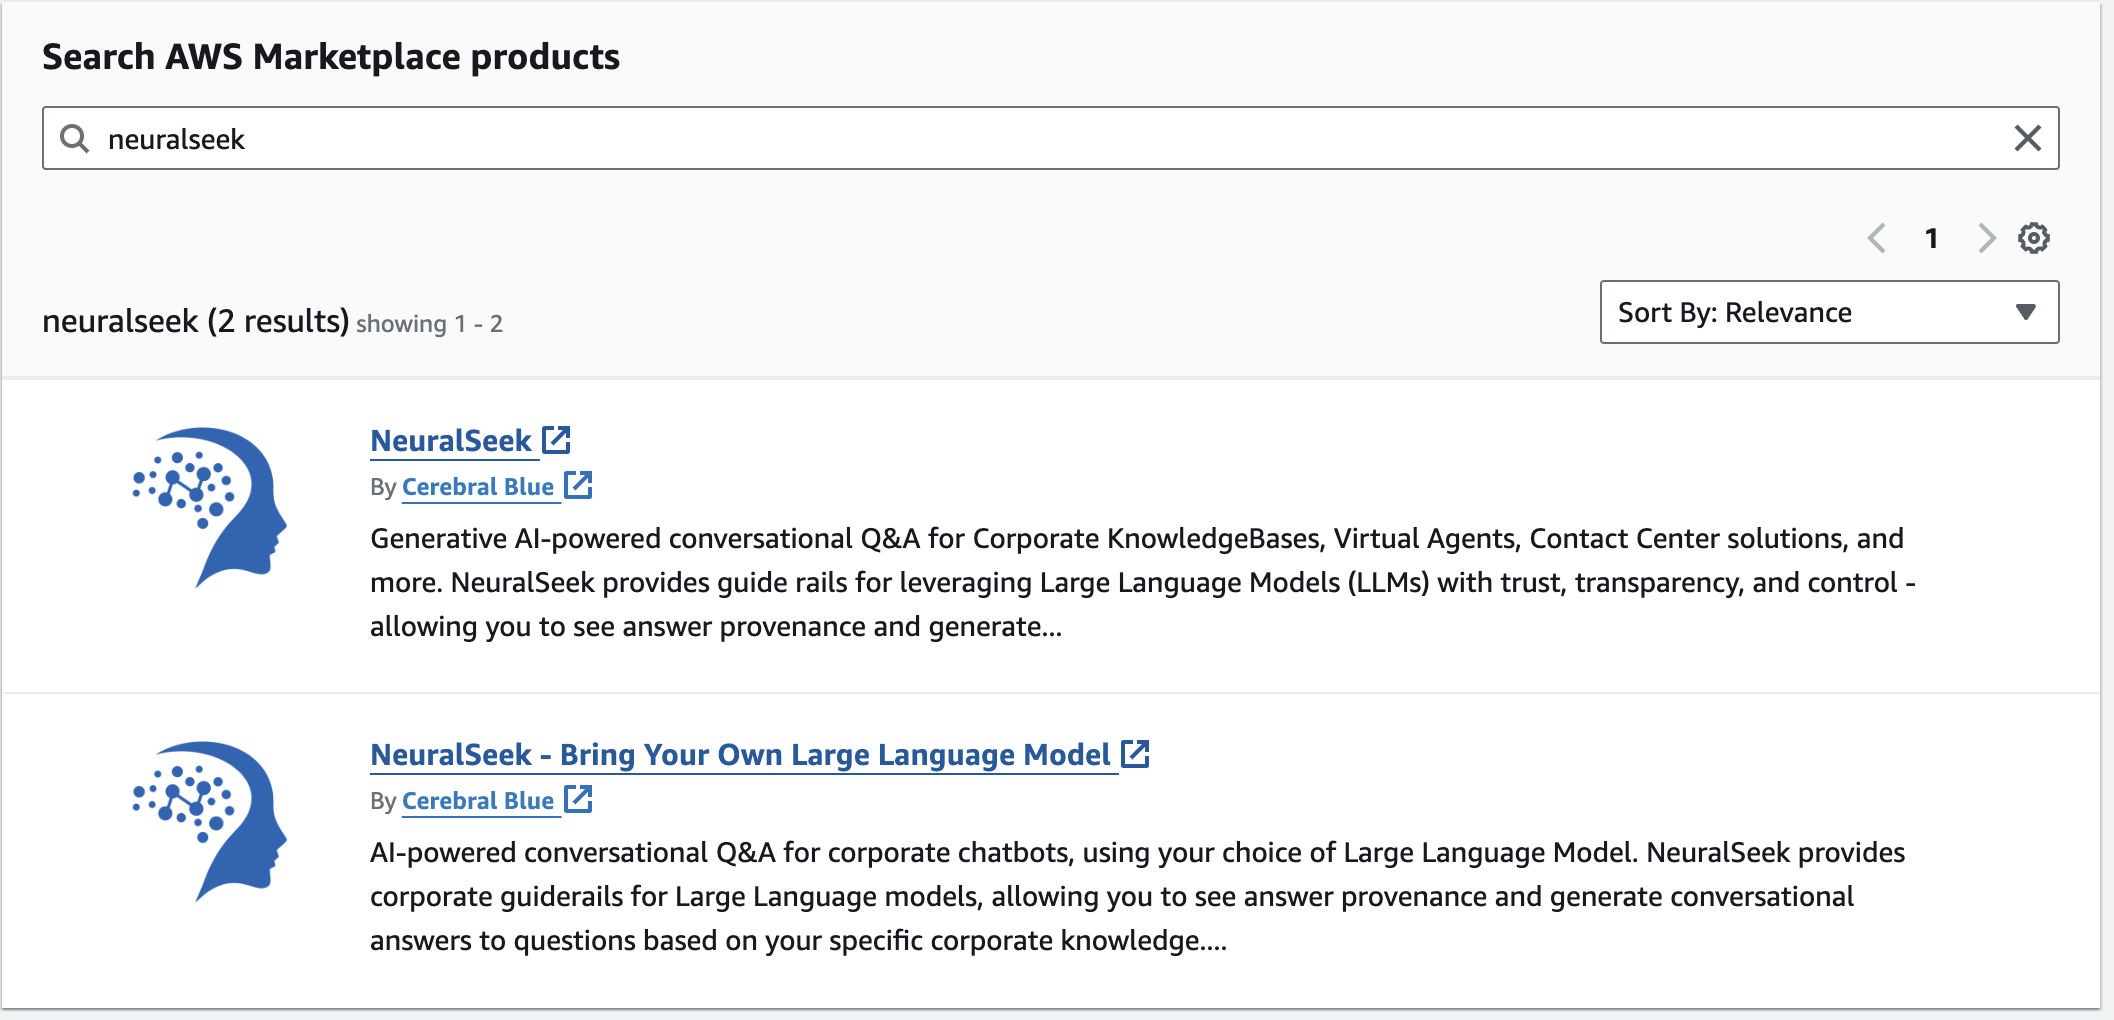 Search AWS Marketplace products
neuralseek
1
neuralseek (2 results) showing 1 - 2
Sort By: Relevance
NeuralSeek
By Cerebral Blue
Generative AI-powered conversational Q&A for Corporate KnowledgeBases, Virtual Agents, Contact Center solutions, and
more. NeuralSeek provides guide rails for leveraging Large Language Models (LLMs) with trust, transparency, and control -
allowing you to see answer provenance and generate...
NeuralSeek - Bring Your Own Large Language Model
By Cerebral Blue
AI-powered conversational Q&A for corporate chatbots, using your choice of Large Language Model. NeuralSeek provides
corporate guiderails for Large Language models, allowing you to see answer provenance and generate conversational
answers to questions based on your specific corporate knowledge....